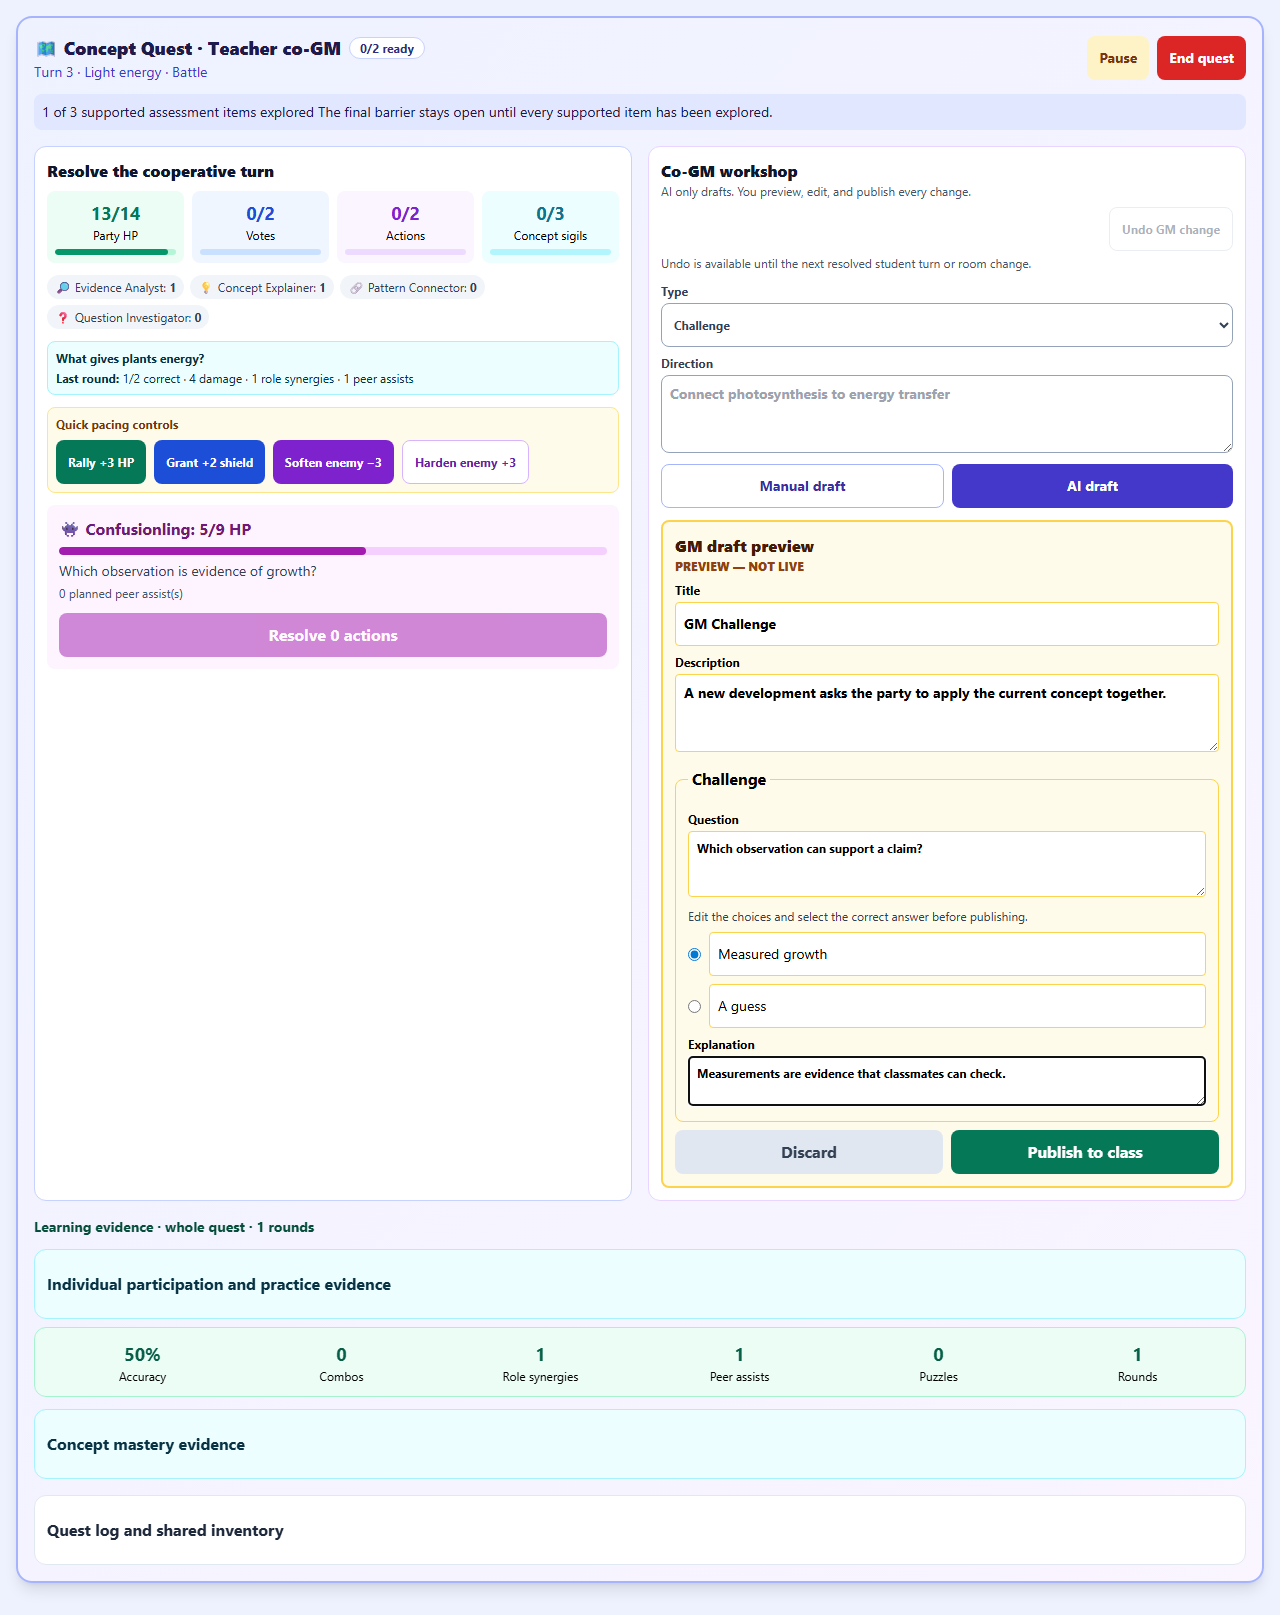 Concept Quest · Teacher co-GM
0/2 ready
Turn 3 · Light energy · Battle
Pause
End quest
1 of 3 supported assessment items explored The final barrier stays open until every supported item has been explored.
Resolve the cooperative turn
13/14
Party HP
0/2
Votes
0/2
Actions
0/3
Concept sigils
Evidence Analyst: 1
Concept Explainer: 1
Pattern Connector: 0
Question Investigator: 0
What gives plants energy?
Last round: 1/2 correct · 4 damage · 1 role synergies · 1 peer assists
Quick pacing controls
Rally +3 HP
Grant +2 shield
Soften enemy −3
Harden enemy +3
Confusionling: 5/9 HP
Which observation is evidence of growth?
0 planned peer assist(s)
Resolve 0 actions
Co-GM workshop
AI only drafts. You preview, edit, and publish every change.
Undo GM change
Undo is available until the next resolved student turn or room change.
Type
Challenge
Direction
Connect photosynthesis to energy transfer
Manual draft
AI draft
GM draft preview
PREVIEW — NOT LIVE
Title
GM Challenge
Description
A new development asks the party to apply the current concept together.
Challenge
Question
Which observation can support a claim?
Edit the choices and select the correct answer before publishing.
Measured growth
A guess
Explanation
Measurements are evidence that classmates can check.
Discard
Publish to class
Learning evidence · whole quest · 1 rounds
Individual participation and practice evidence
50%
Accuracy
0
Combos
1
Role synergies
1
Peer assists
0
Puzzles
1
Rounds
Concept mastery evidence
Quest log and shared inventory